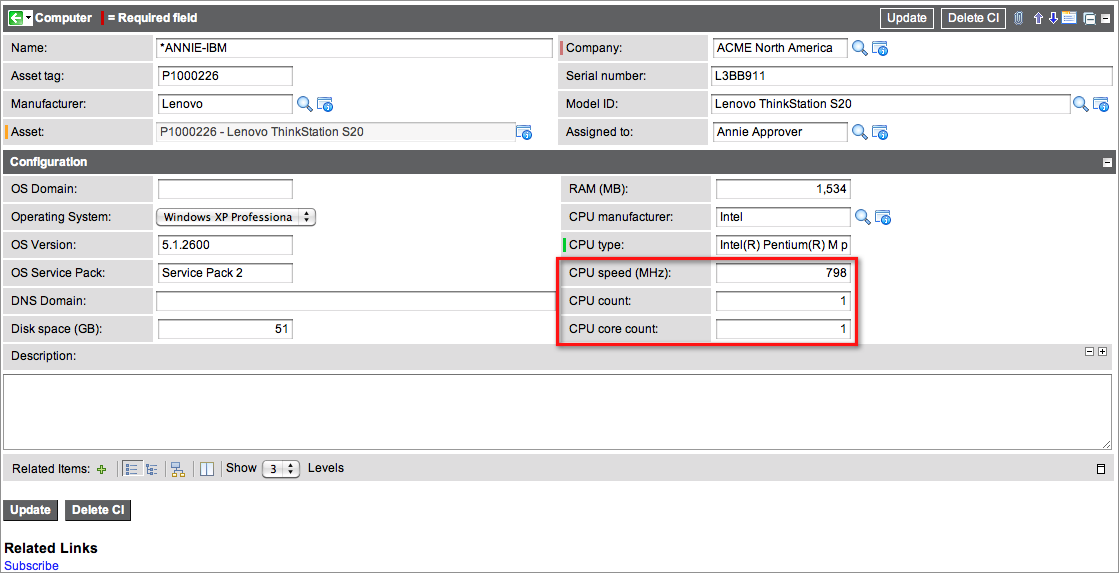 Computer = Required field Update Delete CI
Name: *ANNIE-IBM Company: ACME North America
Asset tag: P1000226 Serial number: L3BB911
Manufacturer: Lenovo Model ID: Lenovo ThinkStation S20
Asset: P1000226 - Lenovo ThinkStation S20 Assigned to: Annie Approver
Configuration
OS Domain: RAM (MB): 1,534
Operating System: Windows XP Professiona CPU manufacturer: Intel
OS Version: 5.1.2600 CPU type: Intel(R) Pentium(R) M p
OS Service Pack: Service Pack 2 CPU speed (MHz): 798
DNS Domain: CPU count: 1
Disk space (GB): 51 CPU core count: 1
Description:
Related Items: Show 3 Levels
Update Delete CI
Related Links
Subscribe